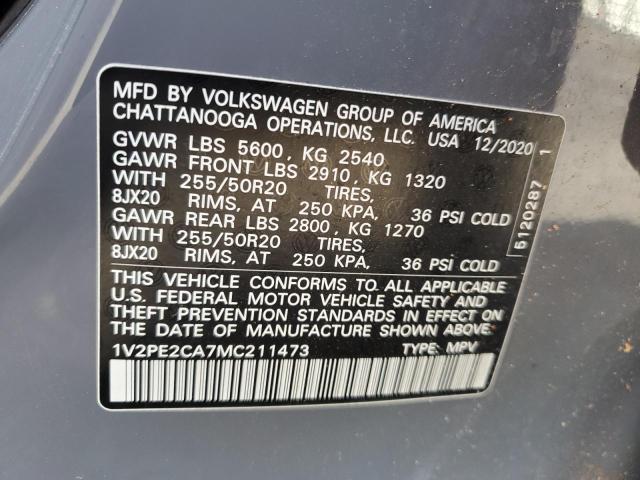 MFD BY VOLKSWAGEN GROUP OF AMERICA
CHATTANOOGA OPERATIONS, LLC. USA 12/2020
GVWR LBS 5600, KG 2540
GAWR FRONT LBS 2910, KG 1320
WITH 255/50R20 TIRES,
8JX20 RIMS, AT 250 KPA, 36 PSI COLD
GAWR REAR LBS 2800, KG 1270
WITH 255/50R20 TIRES,
8JX20 RIMS, AT 250 KPA, 36 PSI COLD
THIS VEHICLE CONFORMS TO ALL APPLICABLE
U.S. FEDERAL MOTOR VEHICLE SAFETY AND
THEFT PREVENTION STANDARDS IN EFFECT ON
THE DATE OF MANUFACTURE SHOWN ABOVE.
1V2PE2CA7MC211473 TYPE: MPV
5120287 1